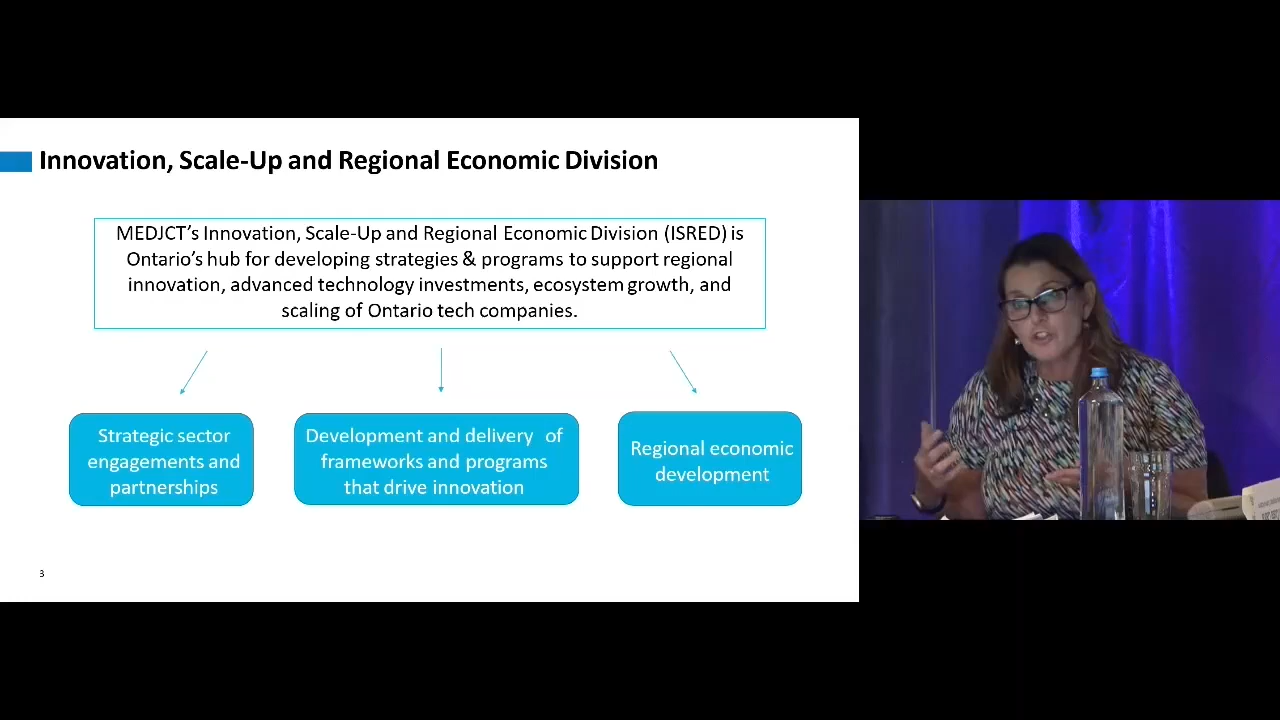 Innovation, Scale-Up and Regional Economic Division
MEDJCT's Innovation, Scale-Up and Regional Economic Division (ISRED) is
Ontario's hub for developing strategies & programs to support regional
innovation, advanced technology investments, ecosystem growth, and
scaling of Ontario tech companies.
Strategic sector
engagements and
partnerships
Development and delivery of
frameworks and programs
that drive innovation
Regional economic
development
3